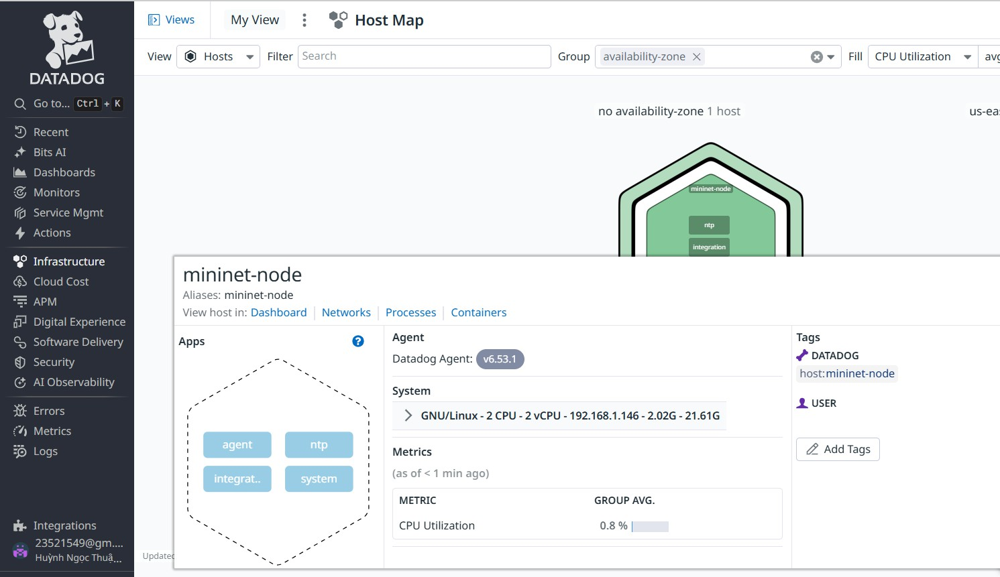 DATADOG
Go to... Ctrl + K
Recent
Bits AI
Dashboards
Monitors
Service Mgmt
Actions
Infrastructure
Cloud Cost
APM
Digital Experience
Software Delivery
Security
AI Observability
Errors
Metrics
Logs
Integrations
23521549@gm....
Huỳnh Ngọc Thuậ...
Views
My View
Host Map
View Hosts Filter Search Group availability-zone Fill CPU Utilization avg
no availability-zone 1 host
us-eas
mininet-node
ntp
integration
mininet-node
Aliases: mininet-node
View host in: Dashboard Networks Processes Containers
Apps ?
agent ntp
integrat.. system
Agent
Datadog Agent: v6.53.1
System
GNU/Linux - 2 CPU - 2 vCPU - 192.168.1.146 - 2.02G - 21.61G
Metrics
(as of < 1 min ago)
METRIC GROUP AVG.
CPU Utilization 0.8 %
Tags
DATADOG
host:mininet-node
USER
Add Tags
Updated